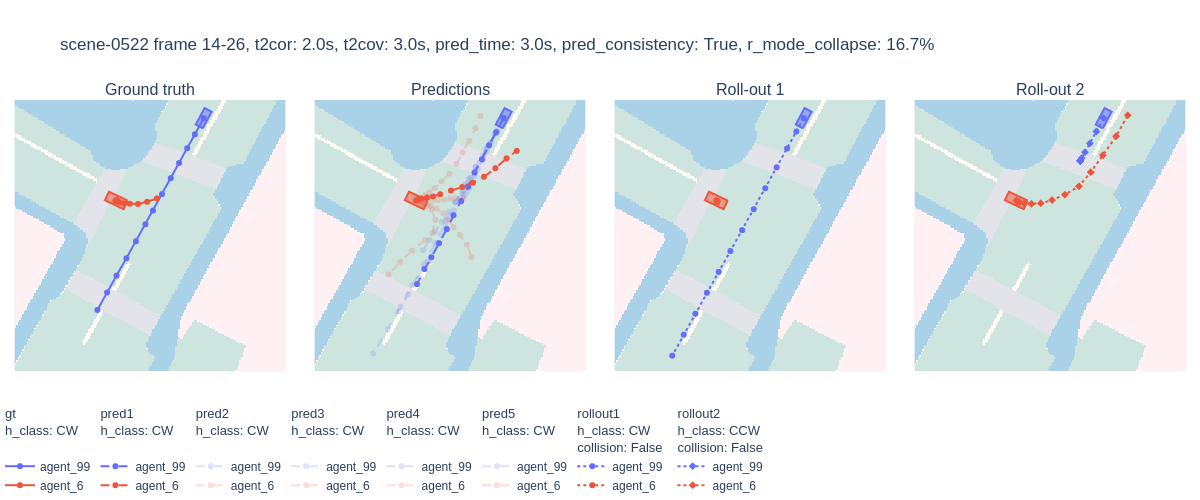 scene-0522 frame 14-26, t2cor: 2.0s, t2cov: 3.0s, pred_time: 3.0s, pred_consistency: True, r_mode_collapse: 16.7%
Ground truth Predictions Roll-out 1 Roll-out 2
gt pred1 pred2 pred3 pred4 pred5 rollout1 rollout2
h_class: CW h_class: CW h_class: CW h_class: CW h_class: CW h_class: CW h_class: CW h_class: CCW
collision: False collision: False
agent_99 agent_99 agent_99 agent_99 agent_99 agent_99 agent_99 agent_99
agent_6 agent_6 agent_6 agent_6 agent_6 agent_6 agent_6 agent_6